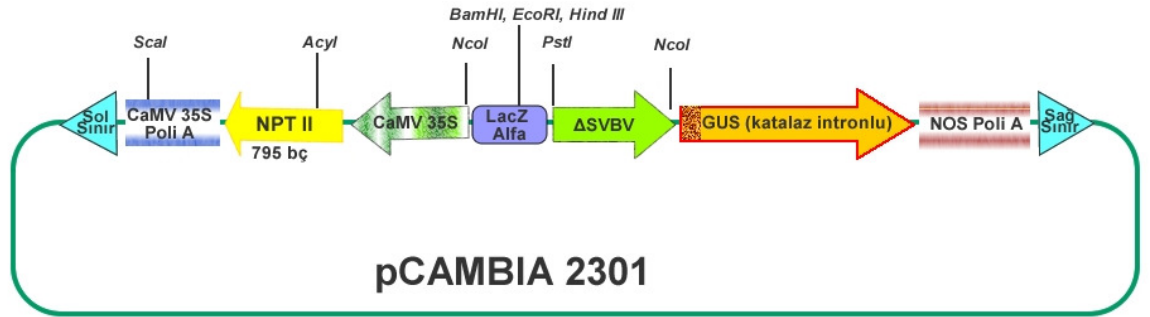 BamHI, EcoRI, Hind III
ScaI
AcyI
NcoI
PstI
NcoI
Sol
Sınır
CaMV 35S
Poli A
NPT II
795 bç
CaMV 35S
LacZ
Alfa
ΔSVBV
GUS (katalaz intronlu)
NOS Poli A
Sağ
Sınır
pCAMBIA 2301